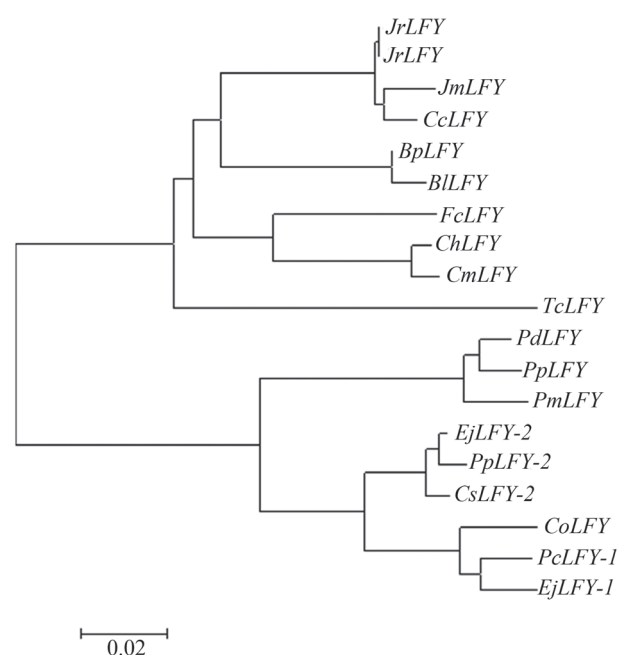 JrLFY
JrLFY
JmLFY
CcLFY
BpLFY
BlLFY
FcLFY
ChLFY
CmLFY
TcLFY
PdLFY
PpLFY
PmLFY
EjLFY-2
PpLFY-2
CsLFY-2
CoLFY
PcLFY-1
EjLFY-1
0.02